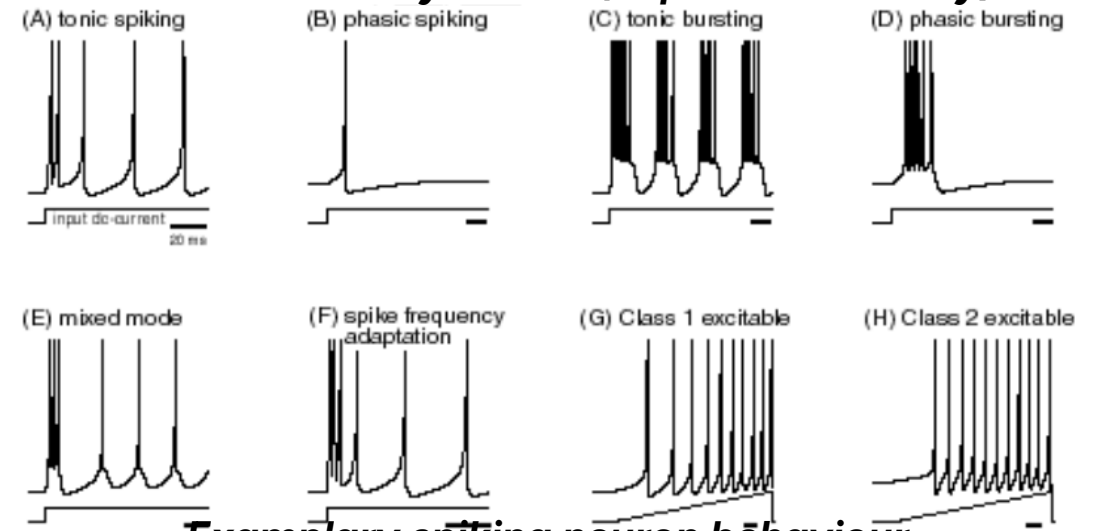 (A) tonic spiking
(B) phasic spiking
(C) tonic bursting
(D) phasic bursting
input dc-current
20 ms
(E) mixed mode
(F) spike frequency
adaptation
(G) Class 1 excitable
(H) Class 2 excitable
Exemplary spiking neuron behaviour